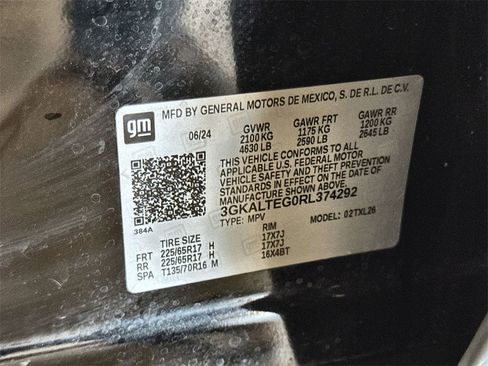 MFD BY GENERAL MOTORS DE MEXICO, S. DE R.L. DE C.V.
gm
06/24 GVWR GAWR FRT GAWR RR
2100 KG 1175 KG 1200 KG
4630 LB 2590 LB 2645 LB
THIS VEHICLE CONFORMS TO ALL
APPLICABLE U.S. FEDERAL MOTOR
VEHICLE SAFETY AND THEFT PREVENTION
STANDARDS IN EFFECT ON THE DATE OF
MANUFACTURE SHOWN ABOVE.
3GKALTEG0RL374292
384A TYPE: MPV MODEL: 02TXL26
TIRE SIZE RIM
FRT 225/65R17 H 17X7J
RR 225/65R17 H 17X7J
SPA T135/70R16 M 16X4BT